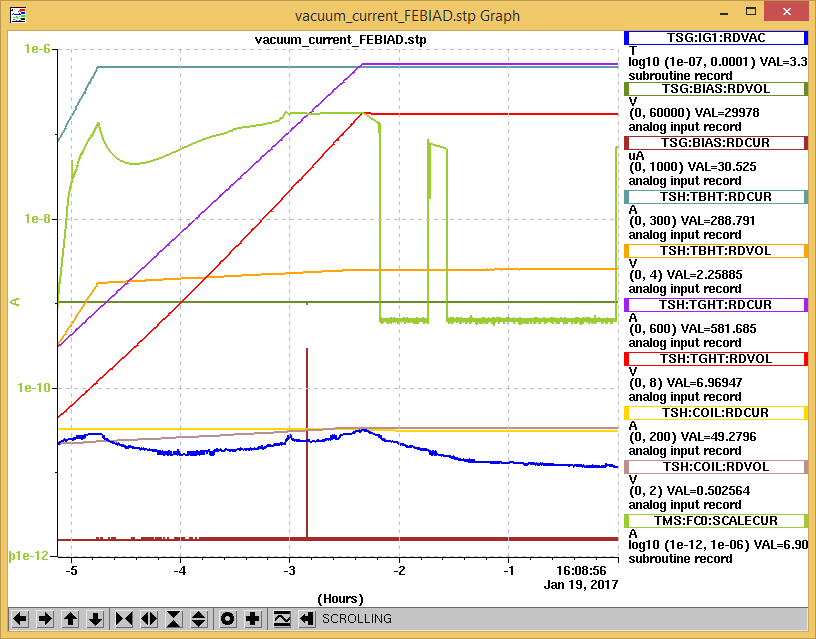 vacuum_current_FEBIAD.stp Graph
vacuum_current_FEBIAD.stp
1e-6
1e-8
A
1e-10
1e-12
-5
-4
-3
-2
-1
16:08:56
Jan 19, 2017
(Hours)
TSG:IG1:RDVAC
T
log10 (1e-07, 0.0001) VAL=3.3
subroutine record
TSG:BIAS:RDVOL
V
(0, 60000) VAL=29978
analog input record
TSG:BIAS:RDCUR
uA
(0, 1000) VAL=30.525
analog input record
TSH:TBHT:RDCUR
A
(0, 300) VAL=288.791
analog input record
TSH:TBHT:RDVOL
V
(0, 4) VAL=2.25885
analog input record
TSH:TGHT:RDCUR
A
(0, 600) VAL=581.685
analog input record
TSH:TGHT:RDVOL
V
(0, 8) VAL=6.96947
analog input record
TSH:COIL:RDCUR
A
(0, 200) VAL=49.2796
analog input record
TSH:COIL:RDVOL
V
(0, 2) VAL=0.502564
analog input record
TMS:FC0:SCALECUR
A
log10 (1e-12, 1e-06) VAL=6.90
subroutine record
SCROLLING